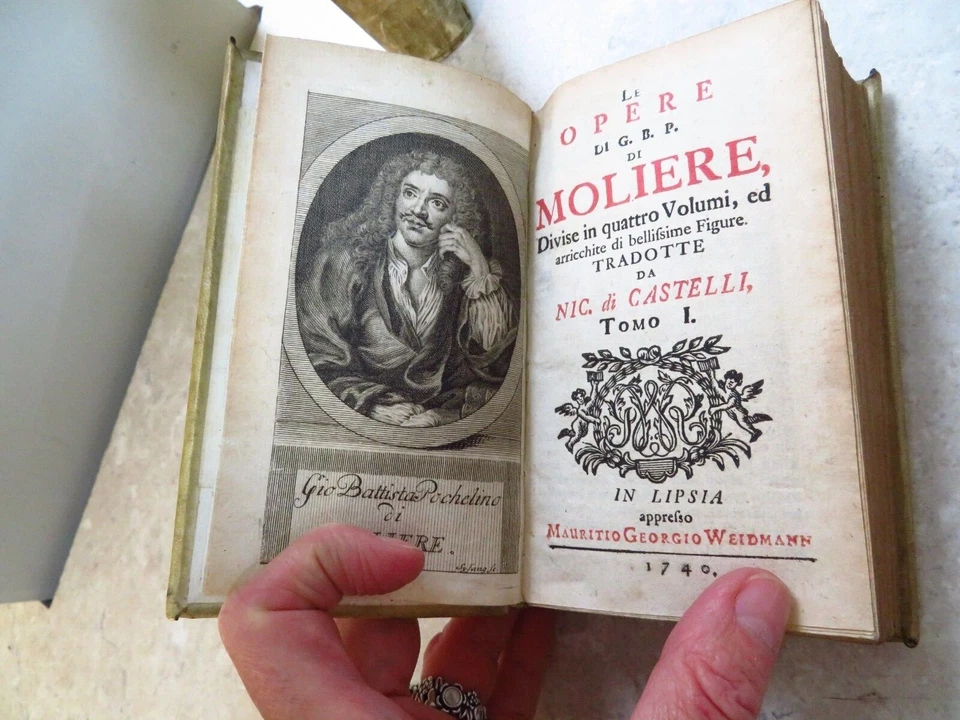 Gio Battista Pochelino
di
LE
OPERE
DI G. B. P.
DI
MOLIERE,
Divise in quattro Volumi, ed
arricchite di bellissime Figure.
TRADOTTE
DA
NIC. di CASTELLI,
TOMO I.
IN LIPSIA
appresso
MAURITIO GEORGIO WEIDMANN
1740.